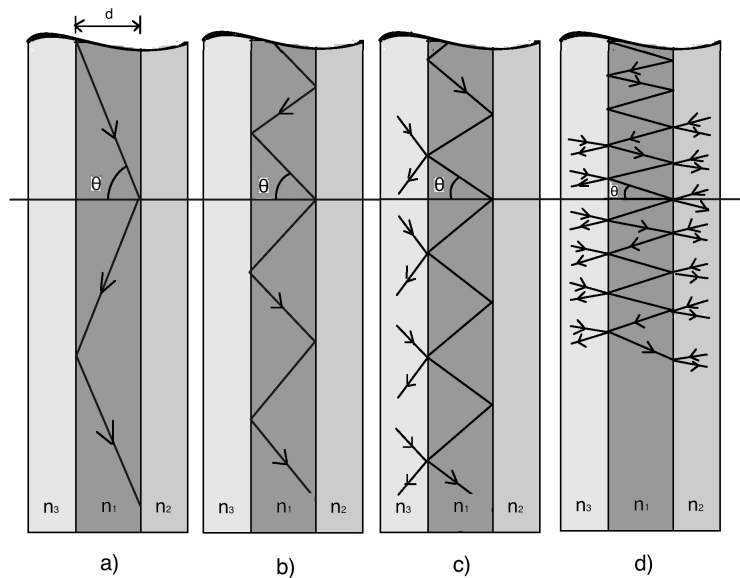 d
θ θ θ θ
n₃ n₁ n₂ n₃ n₁ n₂ n₃ n₁ n₂ n₃ n₁ n₂
a) b) c) d)